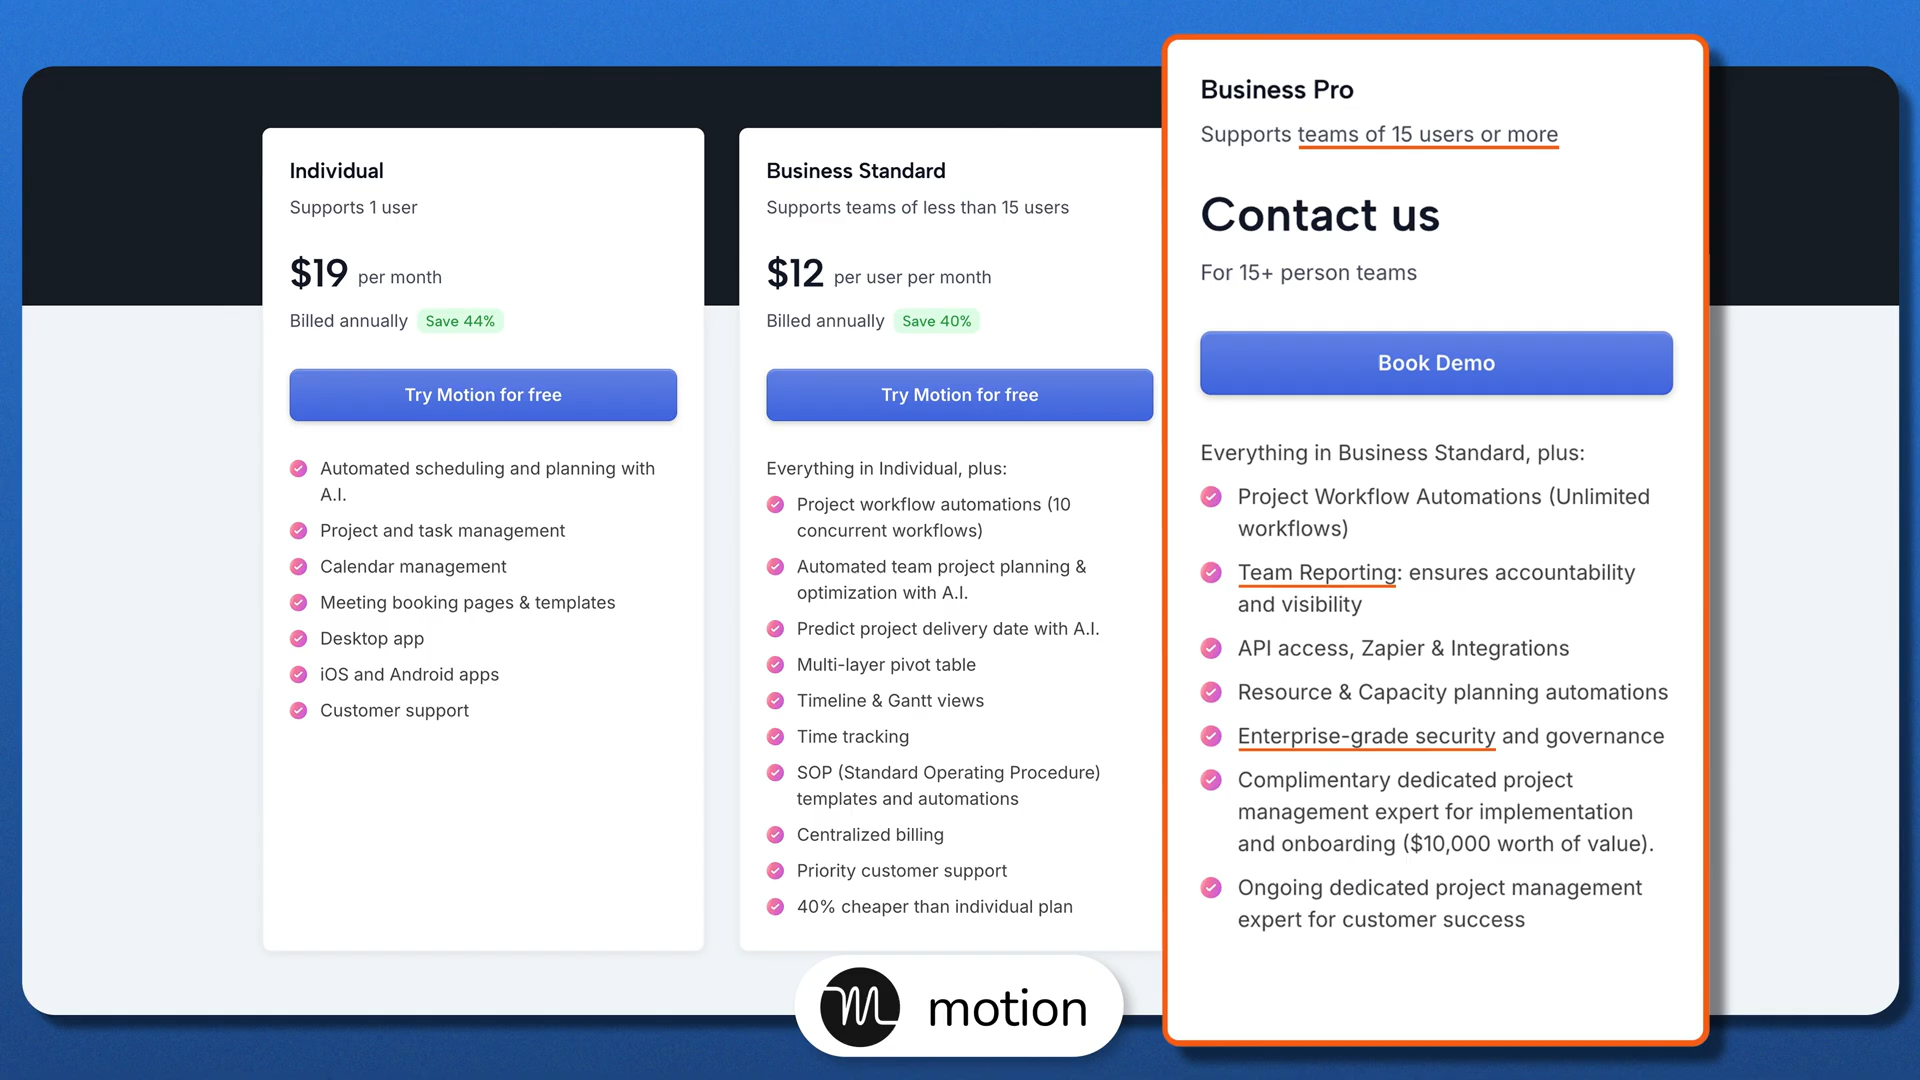 Individual
Supports 1 user
$19 per month
Billed annually Save 44%
Try Motion for free
Automated scheduling and planning with
A.I.
Project and task management
Calendar management
Meeting booking pages & templates
Desktop app
iOS and Android apps
Customer support
Business Standard
Supports teams of less than 15 users
$12 per user per month
Billed annually Save 40%
Try Motion for free
Everything in Individual, plus:
Project workflow automations (10
concurrent workflows)
Automated team project planning &
optimization with A.I.
Predict project delivery date with A.I.
Multi-layer pivot table
Timeline & Gantt views
Time tracking
SOP (Standard Operating Procedure)
templates and automations
Centralized billing
Priority customer support
40% cheaper than individual plan
Business Pro
Supports teams of 15 users or more
Contact us
For 15+ person teams
Book Demo
Everything in Business Standard, plus:
Project Workflow Automations (Unlimited
workflows)
Team Reporting: ensures accountability
and visibility
API access, Zapier & Integrations
Resource & Capacity planning automations
Enterprise-grade security and governance
Complimentary dedicated project
management expert for implementation
and onboarding ($10,000 worth of value).
Ongoing dedicated project management
expert for customer success
motion